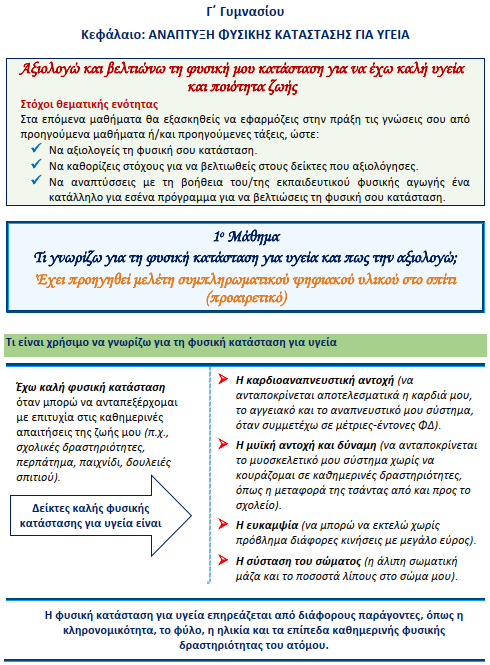 Γ΄ Γυμνασίου
Κεφάλαιο: ΑΝΑΠΤΥΞΗ ΦΥΣΙΚΗΣ ΚΑΤΑΣΤΑΣΗΣ ΓΙΑ ΥΓΕΙΑ
Αξιολογώ και βελτιώνω τη φυσική μου κατάσταση για να έχω καλή υγεία
και ποιότητα ζωής
Στόχοι θεματικής ενότητας
Στα επόμενα μαθήματα θα εξασκηθείς να εφαρμόζεις στην πράξη τις γνώσεις σου από
προηγούμενα μαθήματα ή/και προηγούμενες τάξεις, ώστε:
✓ Να αξιολογείς τη φυσική σου κατάσταση.
✓ Να καθορίζεις στόχους για να βελτιωθείς στους δείκτες που αξιολόγησες.
✓ Να αναπτύσσεις με τη βοήθεια του/της εκπαιδευτικού φυσικής αγωγής ένα
κατάλληλο για εσένα πρόγραμμα για να βελτιώσεις τη φυσική σου κατάσταση.
1ο Μάθημα
Τι γνωρίζω για τη φυσική κατάσταση για υγεία και πως την αξιολογώ;
Έχει προηγηθεί μελέτη συμπληρωματικού ψηφιακού υλικού στο σπίτι
(προαιρετικό)
Τι είναι χρήσιμο να γνωρίζω για τη φυσική κατάσταση για υγεία
Έχω καλή φυσική κατάσταση
όταν μπορώ να ανταπεξέρχομαι
με επιτυχία στις καθημερινές
απαιτήσεις της ζωής μου (π.χ.,
σχολικές δραστηριότητες,
περπάτημα, παιχνίδι, δουλειές
σπιτιού).
Δείκτες καλής φυσικής
κατάστασης για υγεία είναι
➤ Η καρδιοαναπνευστική αντοχή (να
ανταποκρίνεται αποτελεσματικά η καρδιά μου,
το αγγειακό και το αναπνευστικό μου σύστημα,
όταν συμμετέχω σε μέτριες-έντονες ΦΔ).
➤ Η μυϊκή αντοχή και δύναμη (να ανταποκρίνεται
το μυοσκελετικό μου σύστημα χωρίς να
κουράζομαι σε καθημερινές δραστηριότητες,
όπως η μεταφορά της τσάντας από και προς το
σχολείο).
➤ Η ευκαμψία (να μπορώ να εκτελώ χωρίς
πρόβλημα διάφορες κινήσεις με μεγάλο εύρος).
➤ Η σύσταση του σώματος (η άλιπη σωματική
μάζα και το ποσοστά λίπους στο σώμα μου).
Η φυσική κατάσταση για υγεία επηρεάζεται από διάφορους παράγοντες, όπως η
κληρονομικότητα, το φύλο, η ηλικία και τα επίπεδα καθημερινής φυσικής
δραστηριότητας του ατόμου.